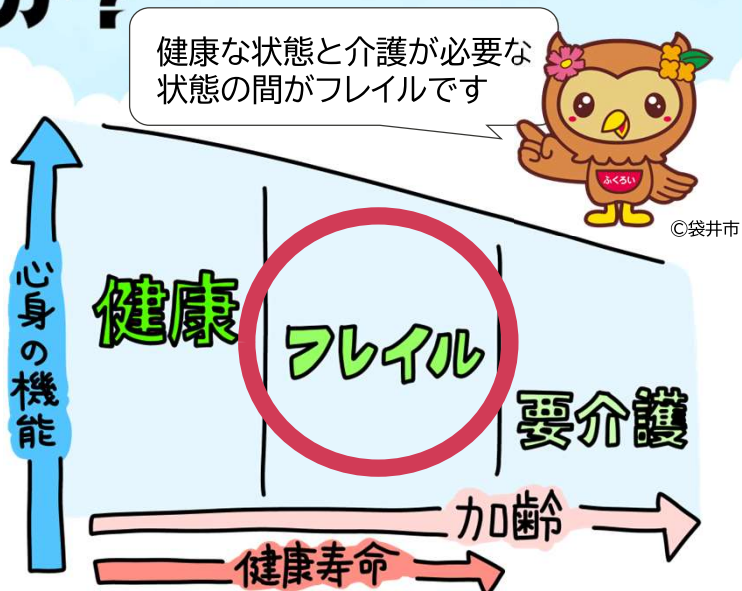 ？
健康な状態と介護が必要な
状態の間がフレイルです
ふくろい
©袋井市
心身の機能
健康
フレイル
要介護
加齢
健康寿命